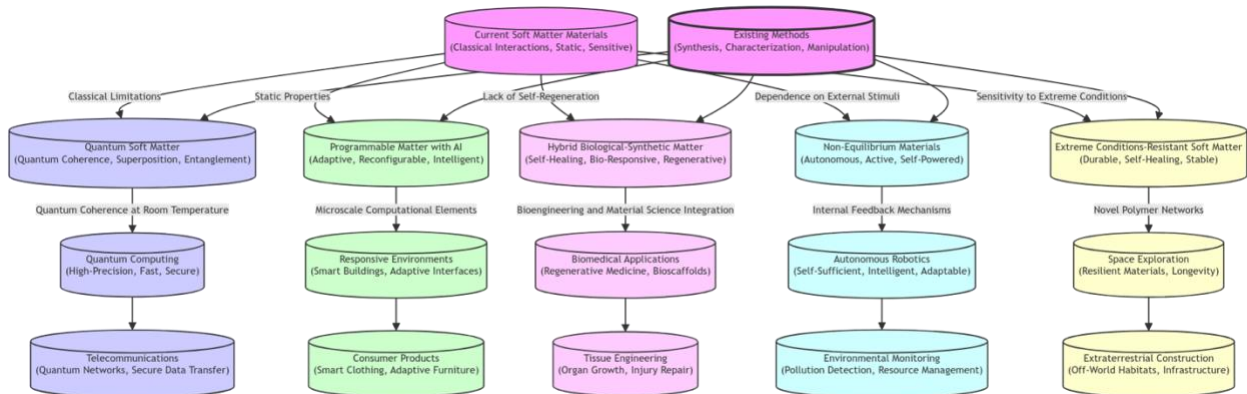 Current Soft Matter Materials
(Classical Interactions, Static, Sensitive)
Existing Methods
(Synthesis, Characterization, Manipulation)
Classical Limitations
Static Properties
Lack of Self-Regeneration
Dependence on External Stimuli
Sensitivity to Extreme Conditions
Quantum Soft Matter
(Quantum Coherence, Superposition, Entanglement)
Programmable Matter with AI
(Adaptive, Reconfigurable, Intelligent)
Hybrid Biological-Synthetic Matter
(Self-Healing, Bio-Responsive, Regenerative)
Non-Equilibrium Materials
(Autonomous, Active, Self-Powered)
Extreme Conditions-Resistant Soft Matter
(Durable, Self-Healing, Stable)
Quantum Coherence at Room Temperature
Microscale Computational Elements
Bioengineering and Material Science Integration
Internal Feedback Mechanisms
Novel Polymer Networks
Quantum Computing
(High-Precision, Fast, Secure)
Responsive Environments
(Smart Buildings, Adaptive Interfaces)
Biomedical Applications
(Regenerative Medicine, Bioscaffolds)
Autonomous Robotics
(Self-Sufficient, Intelligent, Adaptable)
Space Exploration
(Resilient Materials, Longevity)
Telecommunications
(Quantum Networks, Secure Data Transfer)
Consumer Products
(Smart Clothing, Adaptive Furniture)
Tissue Engineering
(Organ Growth, Injury Repair)
Environmental Monitoring
(Pollution Detection, Resource Management)
Extraterrestrial Construction
(Off-World Habitats, Infrastructure)